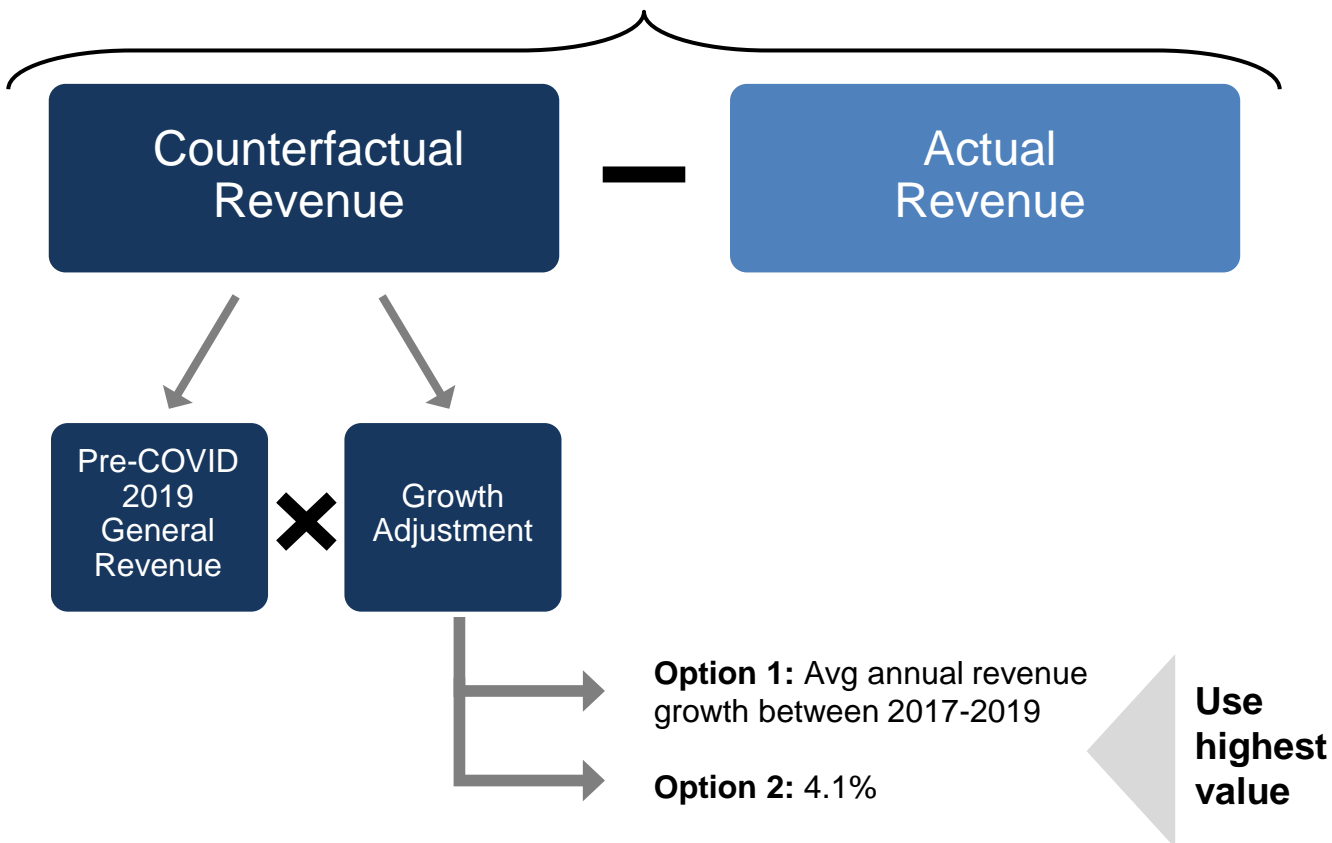 Counterfactual
Revenue
Actual
Revenue
Pre-COVID
2019
General
Revenue
Growth
Adjustment
Option 1: Avg annual revenue
growth between 2017-2019
Option 2: 4.1%
Use
highest
value